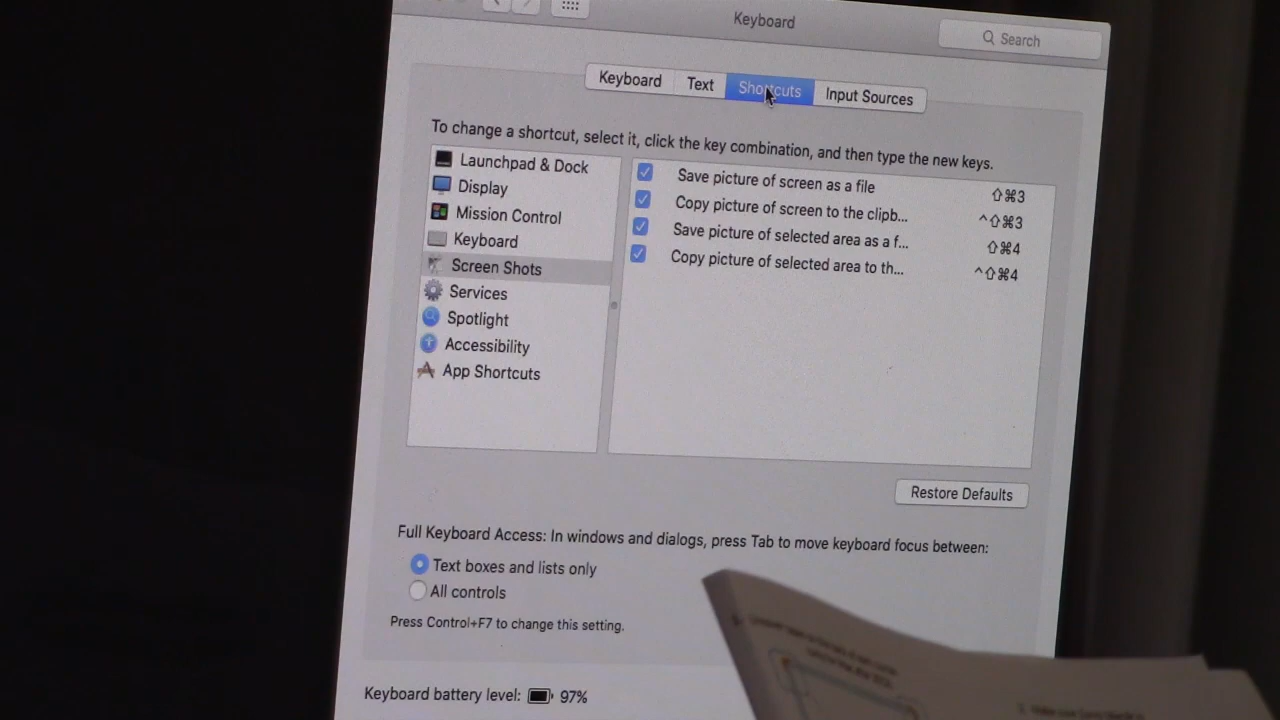 Keyboard
Search
Keyboard
Text
Shortcuts
Input Sources
To change a shortcut, select it, click the key combination, and then type the new keys.
Launchpad & Dock
Display
Mission Control
Keyboard
Screen Shots
Services
Spotlight
Accessibility
App Shortcuts
Save picture of screen as a file ⇧⌘3
Copy picture of screen to the clipb... ^⇧⌘3
Save picture of selected area as a f... ⇧⌘4
Copy picture of selected area to th... ^⇧⌘4
Restore Defaults
Full Keyboard Access: In windows and dialogs, press Tab to move keyboard focus between:
Text boxes and lists only
All controls
Press Control+F7 to change this setting.
Keyboard battery level: 97%